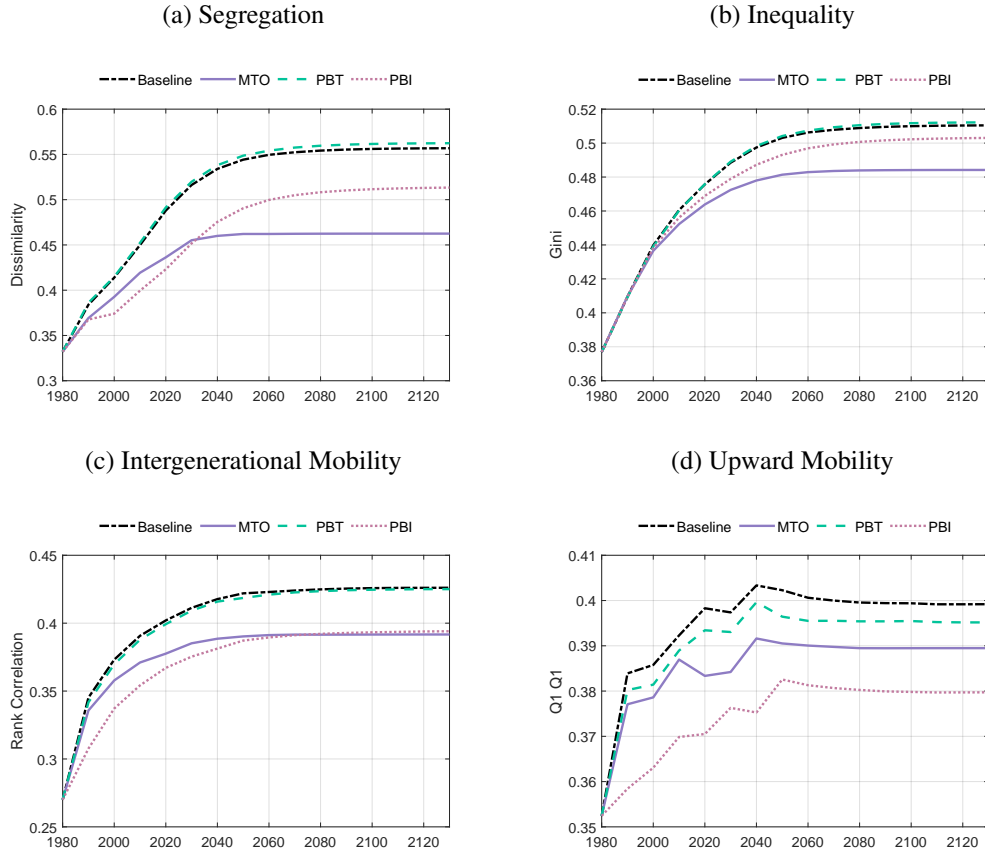 (a) Segregation
Baseline MTO PBT PBI
0.6
0.55
0.5
0.45
0.4
0.35
0.3
Dissimilarity
1980 2000 2020 2040 2060 2080 2100 2120
(b) Inequality
Baseline MTO PBT PBI
0.52
0.5
0.48
0.46
0.44
0.42
0.4
0.38
0.36
Gini
1980 2000 2020 2040 2060 2080 2100 2120
(c) Intergenerational Mobility
Baseline MTO PBT PBI
0.45
0.4
0.35
0.3
0.25
Rank Correlation
1980 2000 2020 2040 2060 2080 2100 2120
(d) Upward Mobility
Baseline MTO PBT PBI
0.41
0.4
0.39
0.38
0.37
0.36
0.35
Q1 Q1
1980 2000 2020 2040 2060 2080 2100 2120